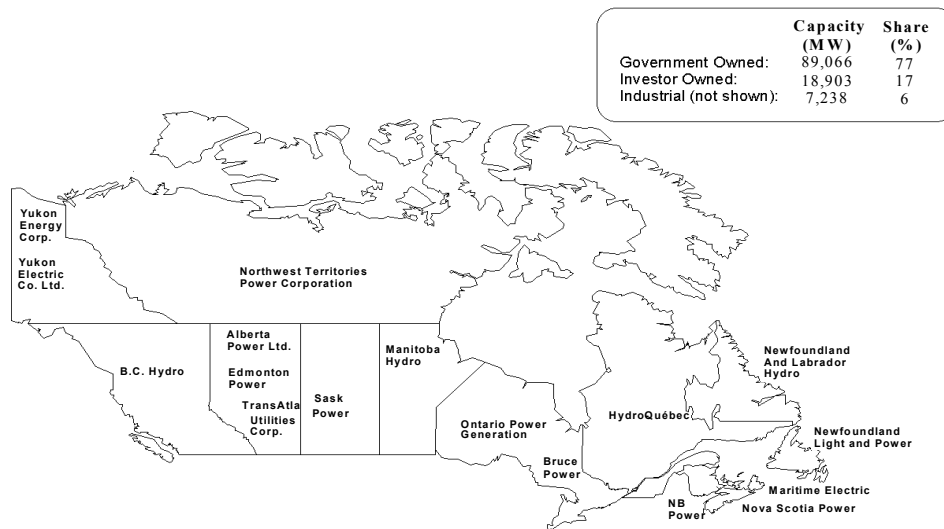 Capacity Share
(MW) (%)
Government Owned: 89,066 77
Investor Owned: 18,903 17
Industrial (not shown): 7,238 6
Yukon
Energy
Corp.
Yukon
Electric
Co. Ltd.
Northwest Territories
Power Corporation
B.C. Hydro
Alberta
Power Ltd.
Edmonton
Power
TransAtla
Utilities
Corp.
Sask
Power
Manitoba
Hydro
Ontario Power
Generation
Bruce
Power
HydroQuébec
Newfoundland
And Labrador
Hydro
Newfoundland
Light and Power
Maritime Electric
NB
Power
Nova Scotia Power